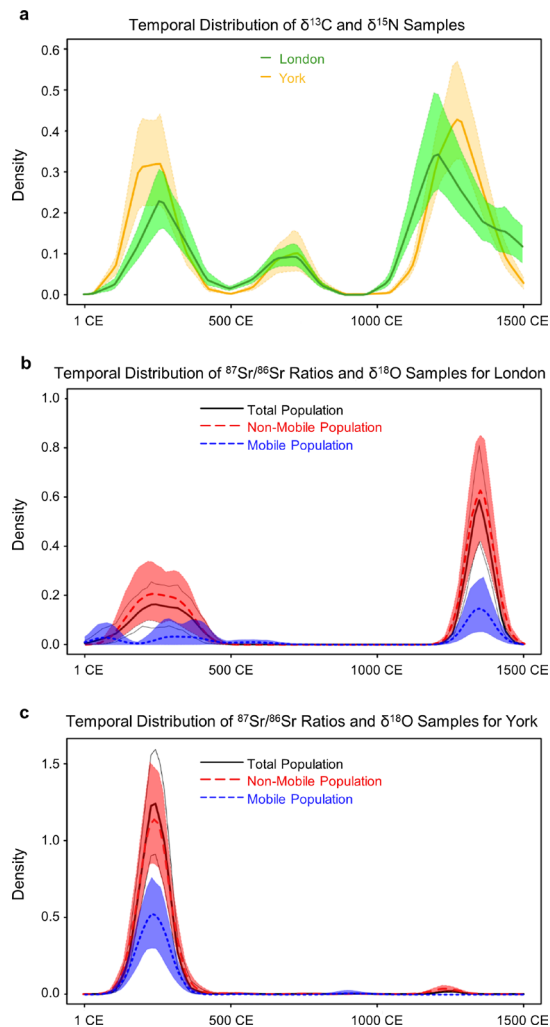 a
Temporal Distribution of δ¹³C and δ¹⁵N Samples
0.6
0.5
0.4
0.3
0.2
0.1
0.0
Density
London
York
1 CE
500 CE
1000 CE
1500 CE
b
Temporal Distribution of ⁸⁷Sr/⁸⁶Sr Ratios and δ¹⁸O Samples for London
1.0
0.8
0.6
0.4
0.2
0.0
Density
Total Population
Non-Mobile Population
Mobile Population
1 CE
500 CE
1000 CE
1500 CE
c
Temporal Distribution of ⁸⁷Sr/⁸⁶Sr Ratios and δ¹⁸O Samples for York
1.5
1.0
0.5
0.0
Density
Total Population
Non-Mobile Population
Mobile Population
1 CE
500 CE
1000 CE
1500 CE